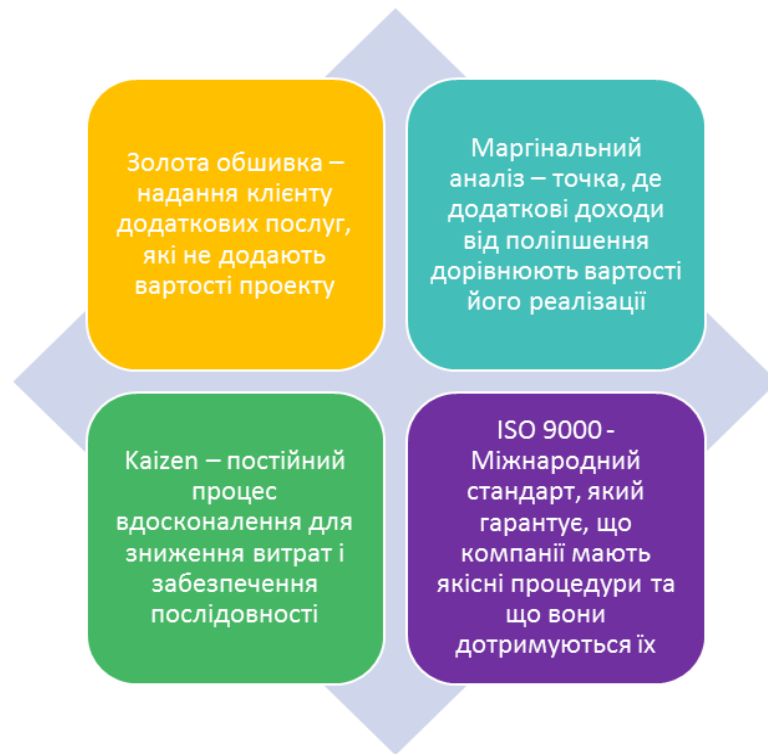 Золота обшивка –
надання клієнту
додаткових послуг,
які не додають
вартості проекту
Маргінальний
аналіз – точка, де
додаткові доходи
від поліпшення
дорівнюють вартості
його реалізації
Kaizen – постійний
процес
вдосконалення для
зниження витрат і
забезпечення
послідовності
ISO 9000 -
Міжнародний
стандарт, який
гарантує, що
компанії мають
якісні процедури та
що вони
дотримуються їх